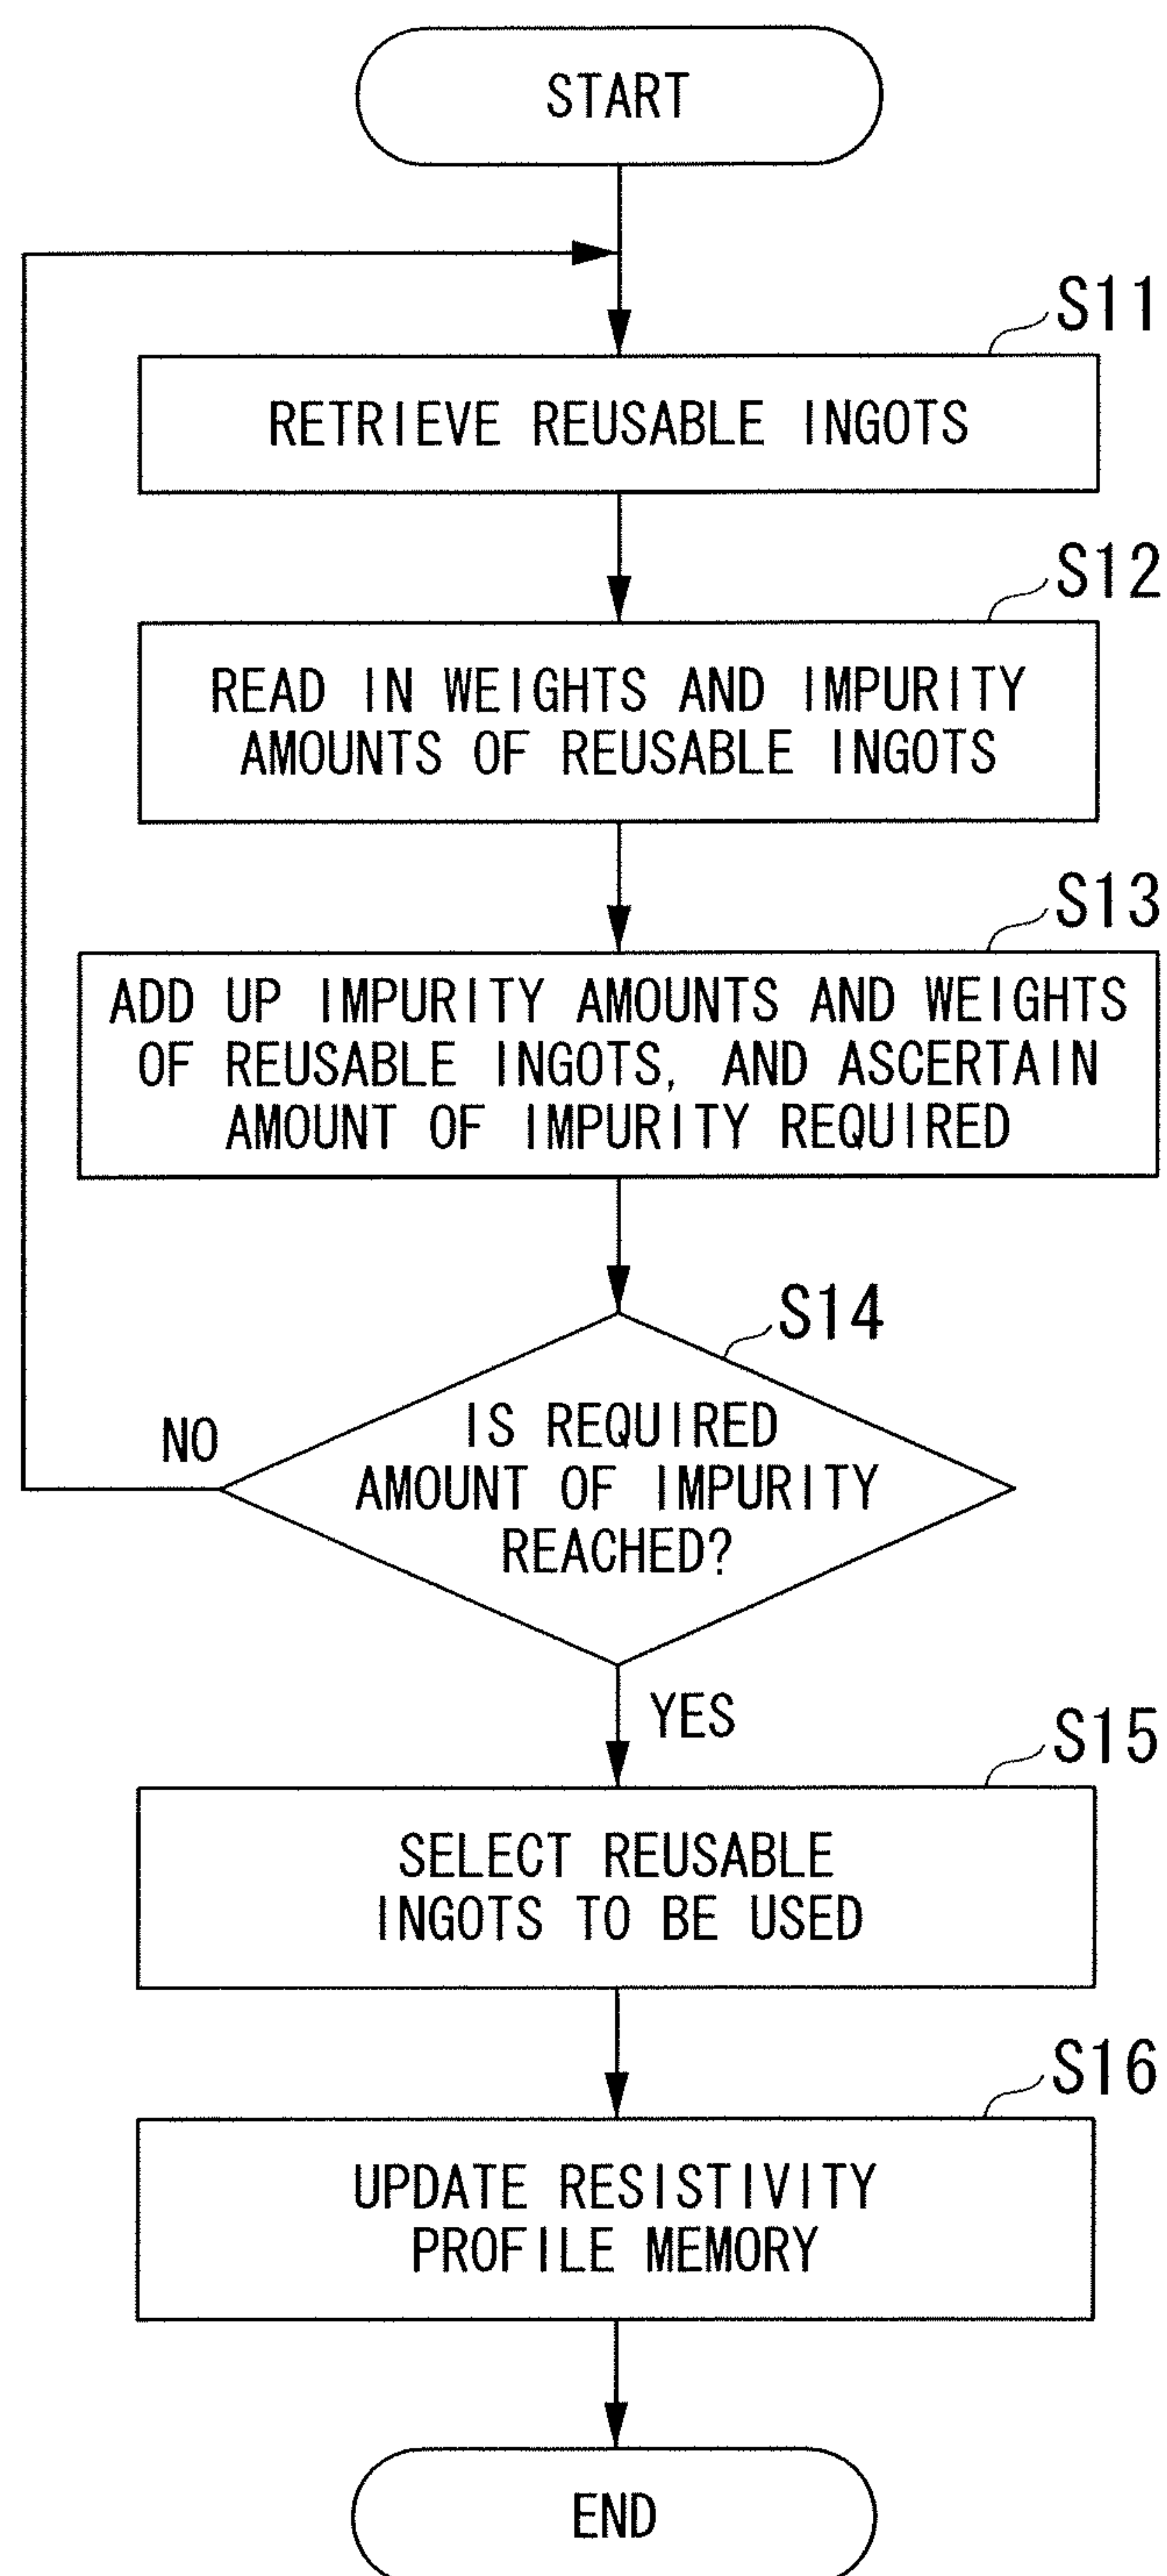 START
S11
RETRIEVE REUSABLE INGOTS
S12
READ IN WEIGHTS AND IMPURITY
AMOUNTS OF REUSABLE INGOTS
S13
ADD UP IMPURITY AMOUNTS AND WEIGHTS
OF REUSABLE INGOTS, AND ASCERTAIN
AMOUNT OF IMPURITY REQUIRED
S14
IS REQUIRED
AMOUNT OF IMPURITY
REACHED?
NO
YES
S15
SELECT REUSABLE
INGOTS TO BE USED
S16
UPDATE RESISTIVITY
PROFILE MEMORY
END